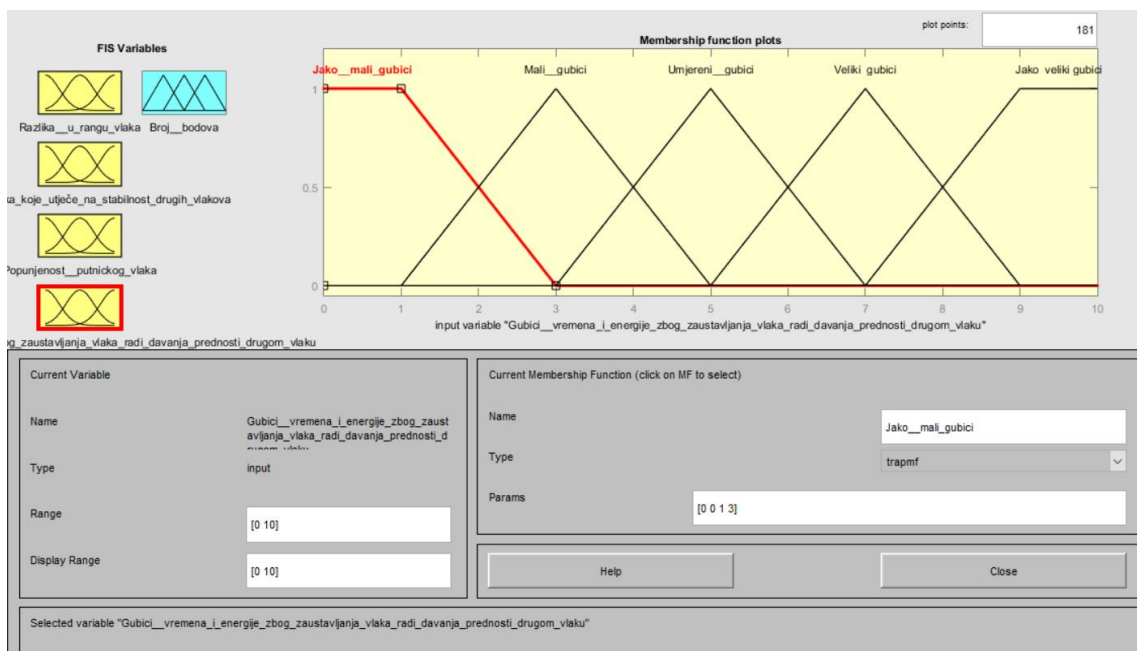 plot points:
181
FIS Variables
Membership function plots
Jako__mali_gubici
Mali__gubici
Umjereni__gubici
Veliki gubici
Jako veliki gubici
Razlika__u_rangu_vlaka
Broj__bodova
ka_koje_utječe_na_stabilnost_drugih_vlakova
Popunjenost__putnickog_vlaka
og_zaustavljanja_vlaka_radi_davanja_prednosti_drugom_vlaku
1
0.5
0
0 1 2 3 4 5 6 7 8 9 10
input variable "Gubici__vremena_i_energije_zbog_zaustavljanja_vlaka_radi_davanja_prednosti_drugom_vlaku"
Current Variable
Name
Gubici__vremena_i_energije_zbog_zaust
avljanja_vlaka_radi_davanja_prednosti_d
rugom_vlaku
Type
input
Range
[0 10]
Display Range
[0 10]
Current Membership Function (click on MF to select)
Name
Jako__mali_gubici
Type
trapmf
Params
[0 0 1 3]
Help
Close
Selected variable "Gubici__vremena_i_energije_zbog_zaustavljanja_vlaka_radi_davanja_prednosti_drugom_vlaku"